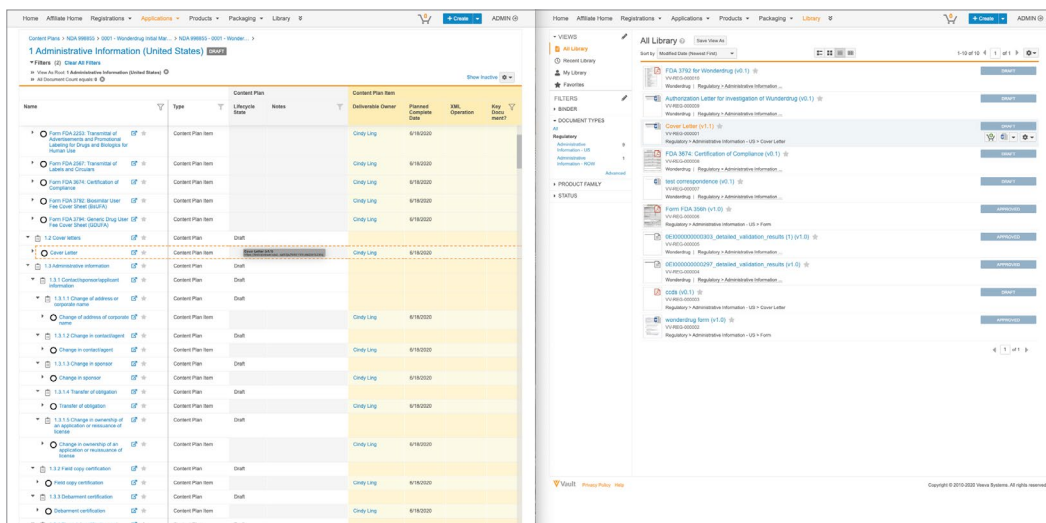 Home Affiliate Home Registrations Applications Products Packaging Library
+ Create ADMIN
Content Plans > NDA 999953 > 0001 - Wonderdrug Initial Mar... > NDA 999953 - 0001 - Wonder... >
1 Administrative Information (United States) DRAFT
Filters (2) Clear All Filters
View As Root: 1 Administrative Information (United States)
All Document Count equals 0
Show Inactive
Content Plan Content Plan Item
Name Type Lifecycle State Notes Deliverable Owner Planned Complete Date XML Operation Key Docu ment?
Form FDA 2253: Transmittal of Advertisements and Promotional Labeling for Drugs and Biologics for Human Use Content Plan Item Cindy Ling 6/18/2020
Form FDA 2567: Transmittal of Labels and Circulars Content Plan Item Cindy Ling 6/18/2020
Form FDA 3674: Certification of Compliance Content Plan Item Cindy Ling 6/18/2020
Form FDA 3792: Biosimilar User Fee Cover Sheet (BsUFA) Content Plan Item Cindy Ling 6/18/2020
Form FDA 3794: Generic Drug User Fee Cover Sheet (GDUFA) Content Plan Item Cindy Ling 6/18/2020
1.2 Cover letters Content Plan Draft
Cover Letter Content Plan Item Cindy Ling 6/18/2020
1.3 Administrative information Content Plan Draft
1.3.1 Contact/sponsor/applicant information Content Plan Draft
1.3.1.1 Change of address or corporate name Content Plan Draft
Change of address of corporate name Content Plan Item Cindy Ling 6/18/2020
1.3.1.2 Change in contact/agent Content Plan Draft
Change in contact/agent Content Plan Item Cindy Ling 6/18/2020
1.3.1.3 Change in sponsor Content Plan Draft
Change in sponsor Content Plan Item Cindy Ling 6/18/2020
1.3.1.4 Transfer of obligation Content Plan Draft
Transfer of obligation Content Plan Item Cindy Ling 6/18/2020
1.3.1.5 Change in ownership of an application or reissuance of license Content Plan Draft
Change in ownership of an application or reissuance of license Content Plan Item Cindy Ling 6/18/2020
1.3.2 Field copy certification Content Plan Draft
Field copy certification Content Plan Item Cindy Ling 6/18/2020
1.3.3 Debarment certification Content Plan Draft
Debarment certification Content Plan Item Cindy Ling 6/18/2020
Home Affiliate Home Registrations Applications Products Packaging Library
+ Create ADMIN
VIEWS
All Library
Recent Library
My Library
Favorites
FILTERS
BINDER
DOCUMENT TYPES
All
Regulatory
Administrative Information - US 9
Administrative Information - ROW 1
Advanced
PRODUCT FAMILY
STATUS
All Library Save View As
Sort by Modified Date (Newest First) 1-10 of 10 1 of 1
FDA 3792 for Wonderdrug (v0.1) DRAFT
VV-REG-000010
Wonderdrug | Regulatory > Administrative Information ...
Authorization Letter for investigation of Wonderdrug (v0.1) DRAFT
VV-REG-000009
Wonderdrug | Regulatory > Administrative Information ...
Cover Letter (v1.1) DRAFT
VV-REG-000001
Regulatory > Administrative Information - US > Cover Letter
FDA 3674: Certification of Compliance (v0.1) DRAFT
VV-REG-000008
Wonderdrug | Regulatory > Administrative Information ...
test correspondence (v0.1) DRAFT
VV-REG-000007
Wonderdrug | Regulatory > Administrative Information ...
Form FDA 356h (v1.0) APPROVED
VV-REG-000006
Regulatory > Administrative Information - US > Form
0EI000000000303_detailed_validation_results (1) (v1.0) APPROVED
VV-REG-000005
Wonderdrug | Regulatory > Administrative Information ...
0EI000000000297_detailed_validation_results (v1.0) APPROVED
VV-REG-000004
Wonderdrug | Regulatory > Administrative Information ...
ccds (v0.1) DRAFT
VV-REG-000003
Regulatory > Administrative Information - US > Cover Letter
wonderdrug form (v1.0) APPROVED
VV-REG-000002
Regulatory > Administrative Information - US > Form
1 of 1
Vault Privacy Policy Help
Copyright © 2010-2020 Veeva Systems. All rights reserved